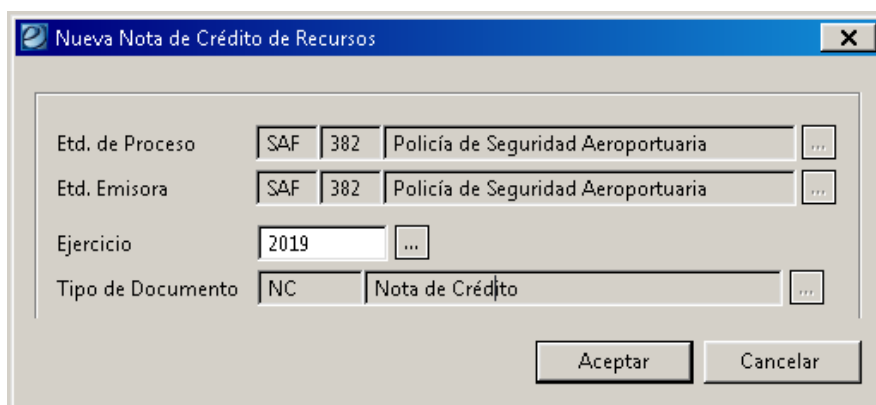 Nueva Nota de Crédito de Recursos
Etd. de Proceso SAF 382 Policía de Seguridad Aeroportuaria ...
Etd. Emisora SAF 382 Policía de Seguridad Aeroportuaria ...
Ejercicio 2019 ...
Tipo de Documento NC Nota de Crédito ...
Aceptar Cancelar